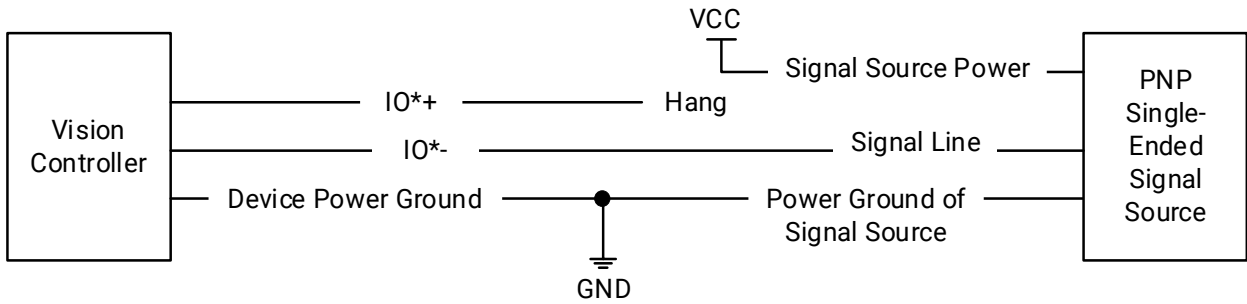 VCC
Signal Source Power
IO*+
Hang
Vision
Controller
IO*-
Signal Line
Device Power Ground
Power Ground of
Signal Source
GND
PNP
Single-
Ended
Signal
Source